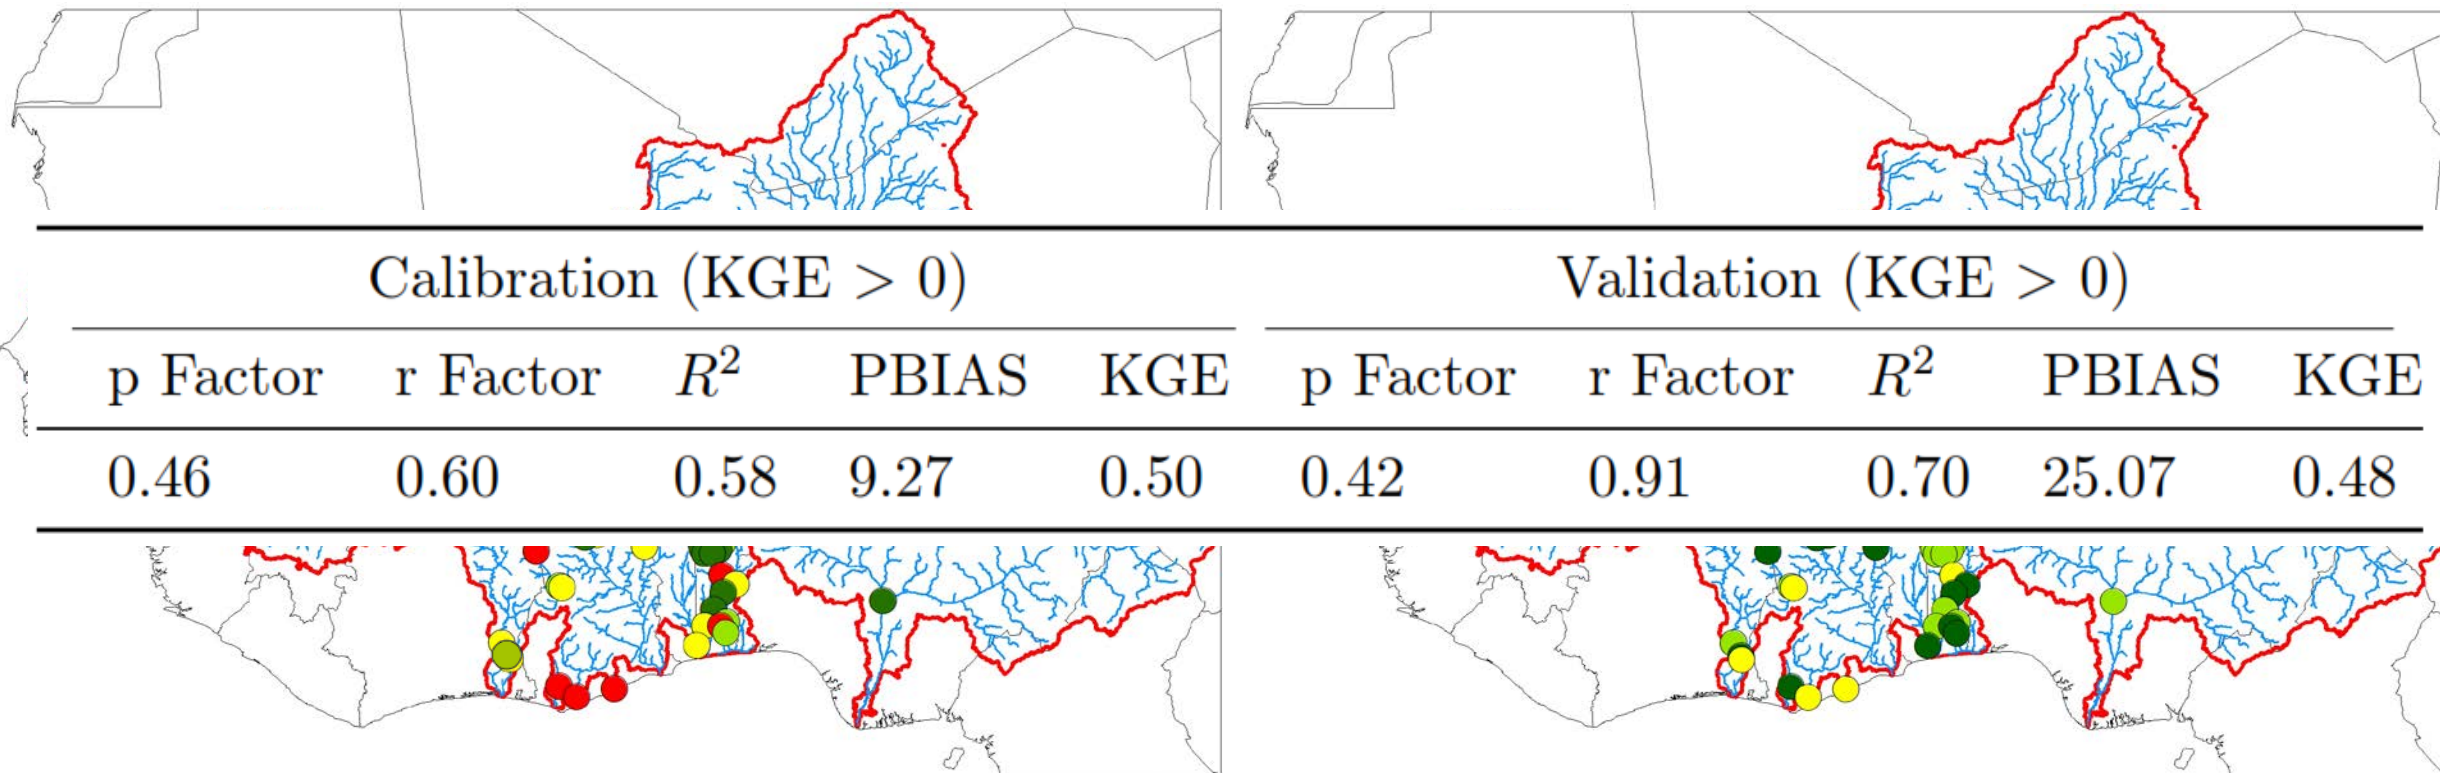 Calibration (KGE > 0) Validation (KGE > 0)
p Factor r Factor R² PBIAS KGE p Factor r Factor R² PBIAS KGE
0.46 0.60 0.58 9.27 0.50 0.42 0.91 0.70 25.07 0.48